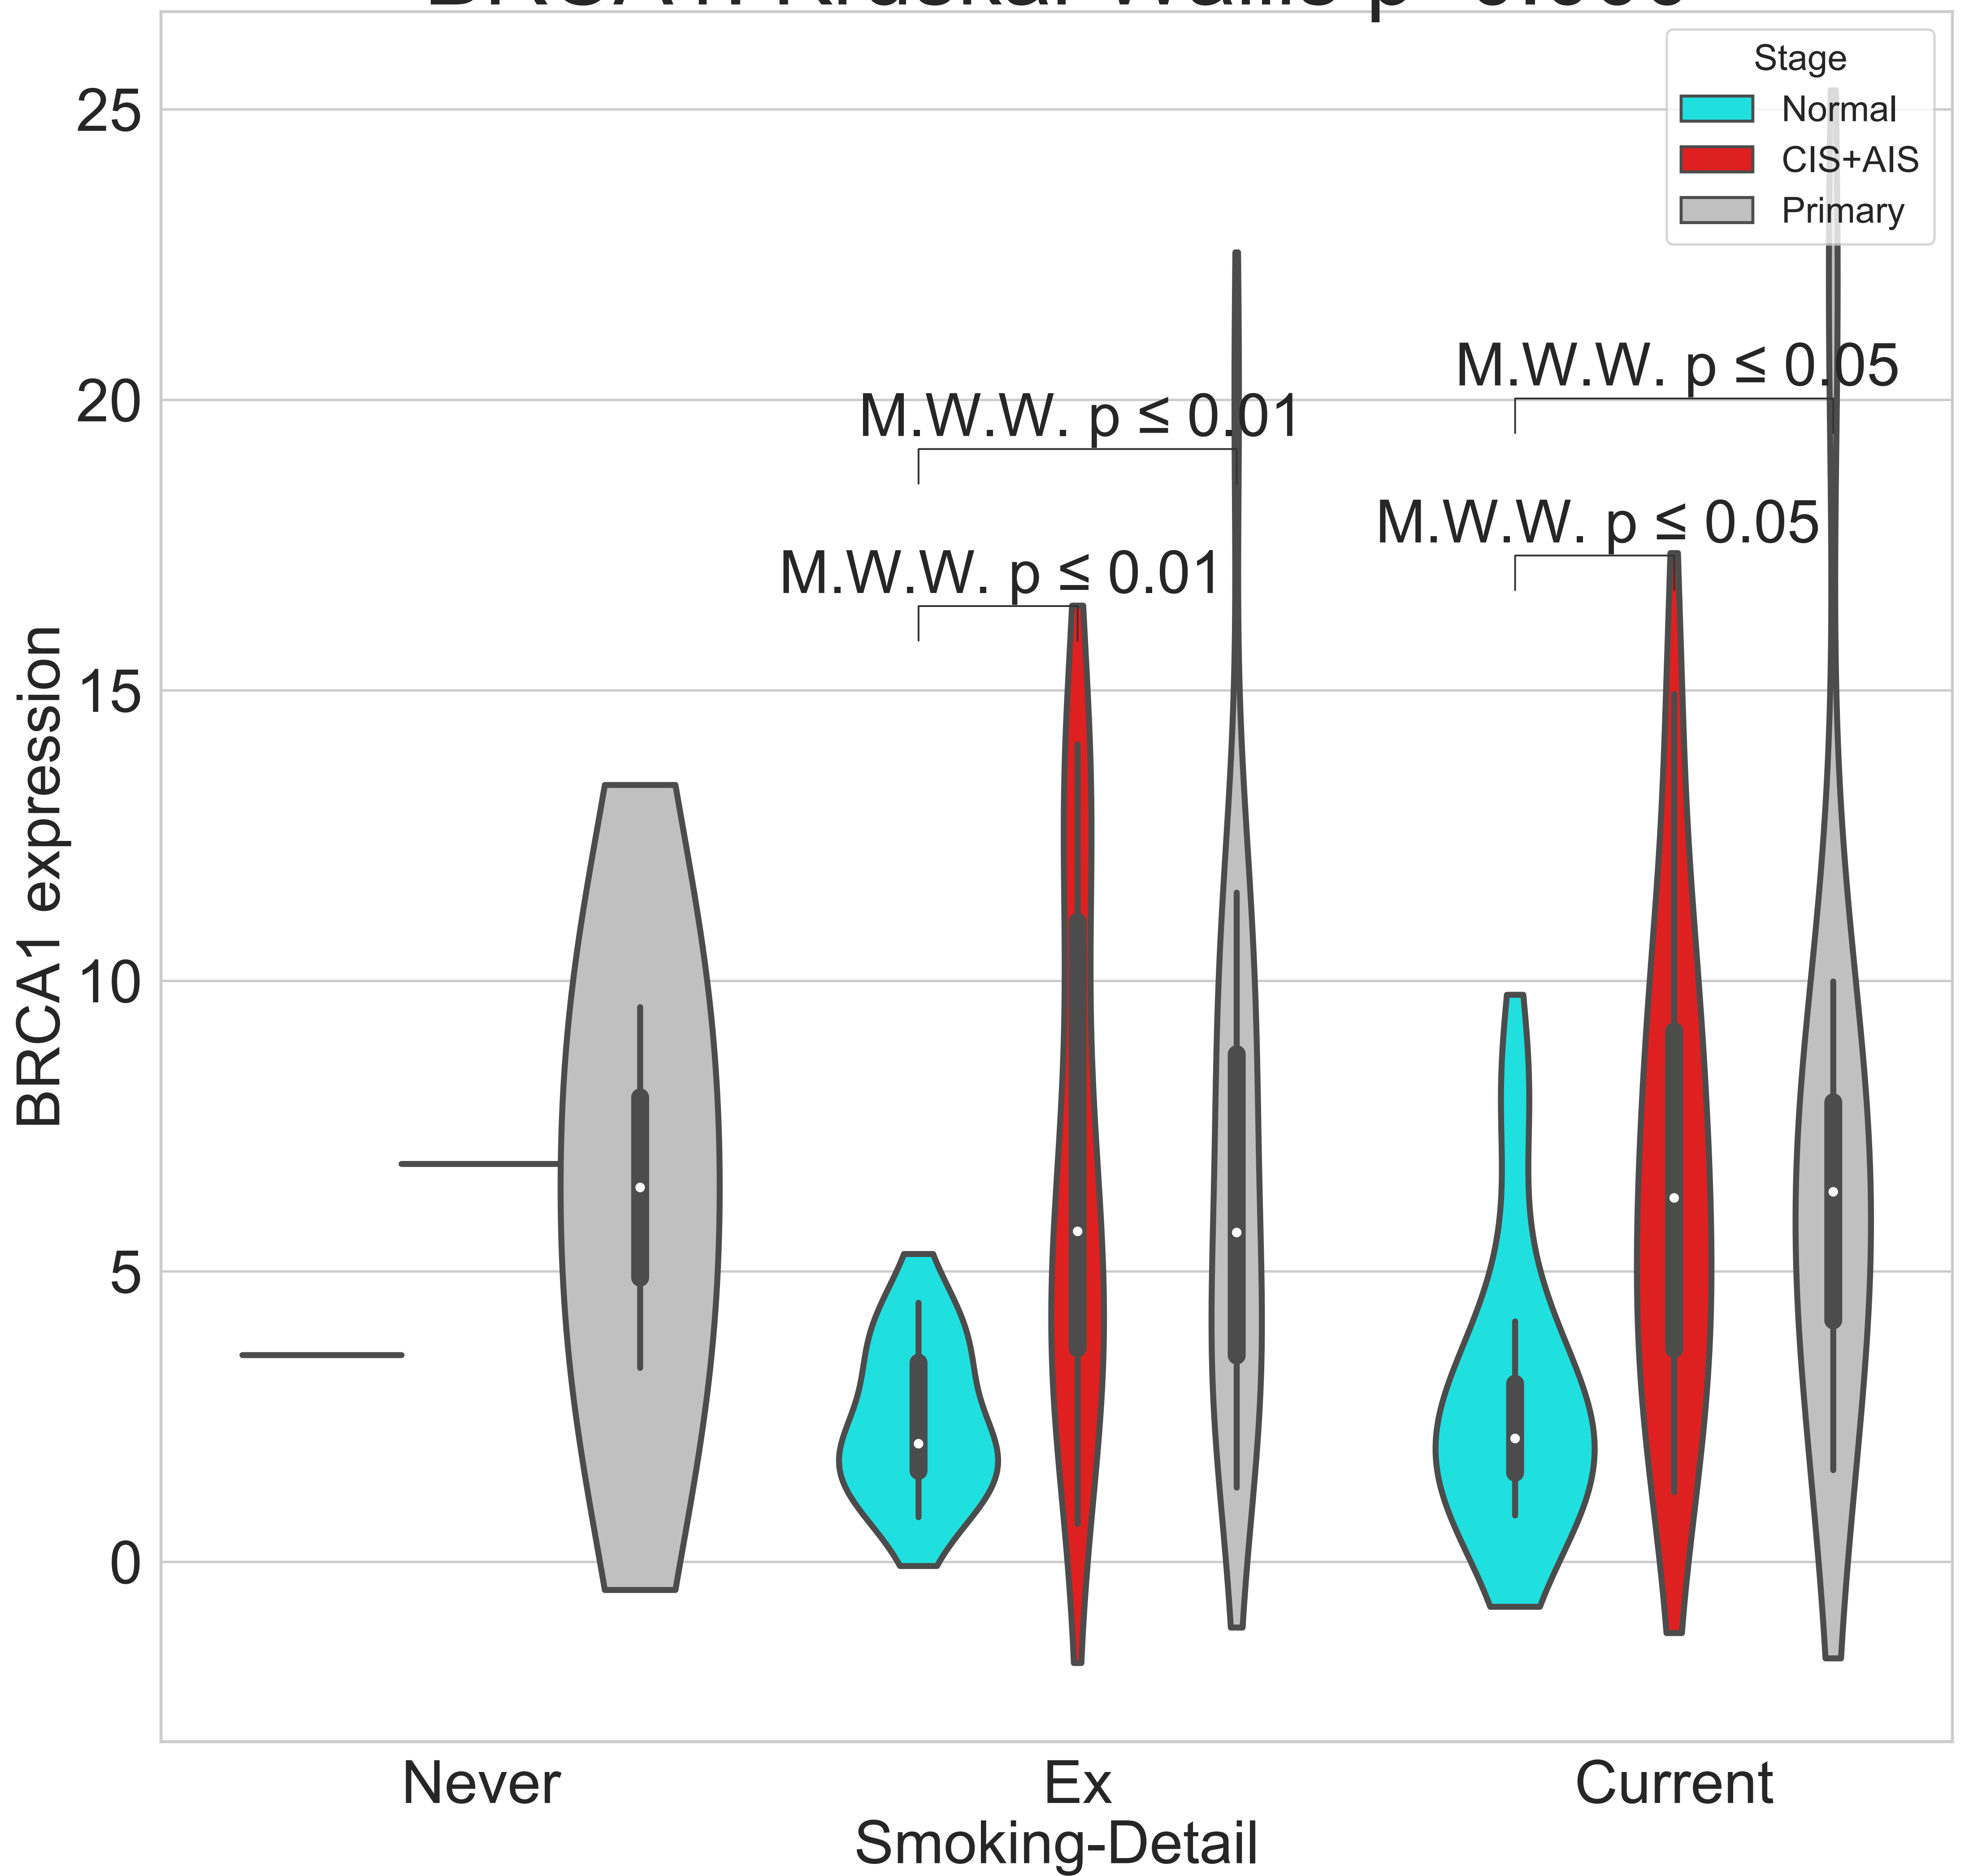 Stage
Normal
CIS+AIS
Primary
25
20
15
10
5
0
BRCA1 expression
M.W.W. p ≤ 0.05
M.W.W. p ≤ 0.01
M.W.W. p ≤ 0.05
M.W.W. p ≤ 0.01
Never
Ex
Current
Smoking-Detail